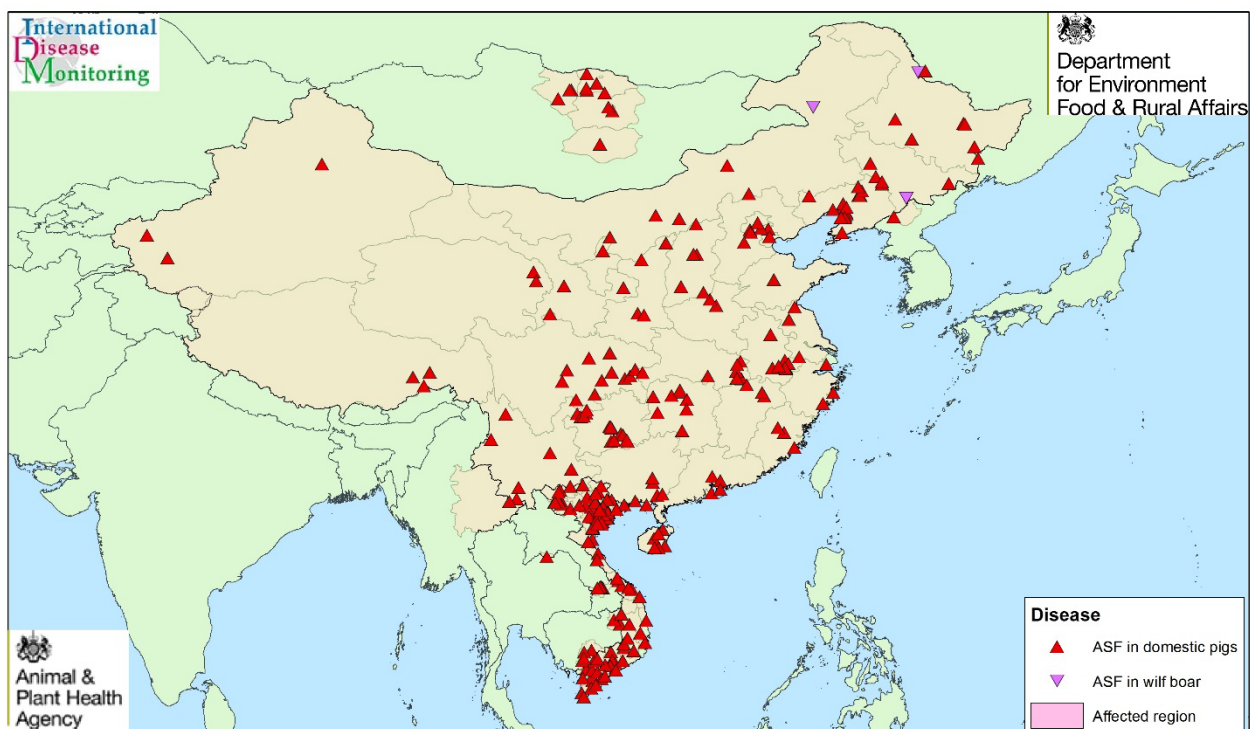 International
Disease
Monitoring
Department
for Environment
Food & Rural Affairs
Animal &
Plant Health
Agency
Disease
ASF in domestic pigs
ASF in wilf boar
Affected region